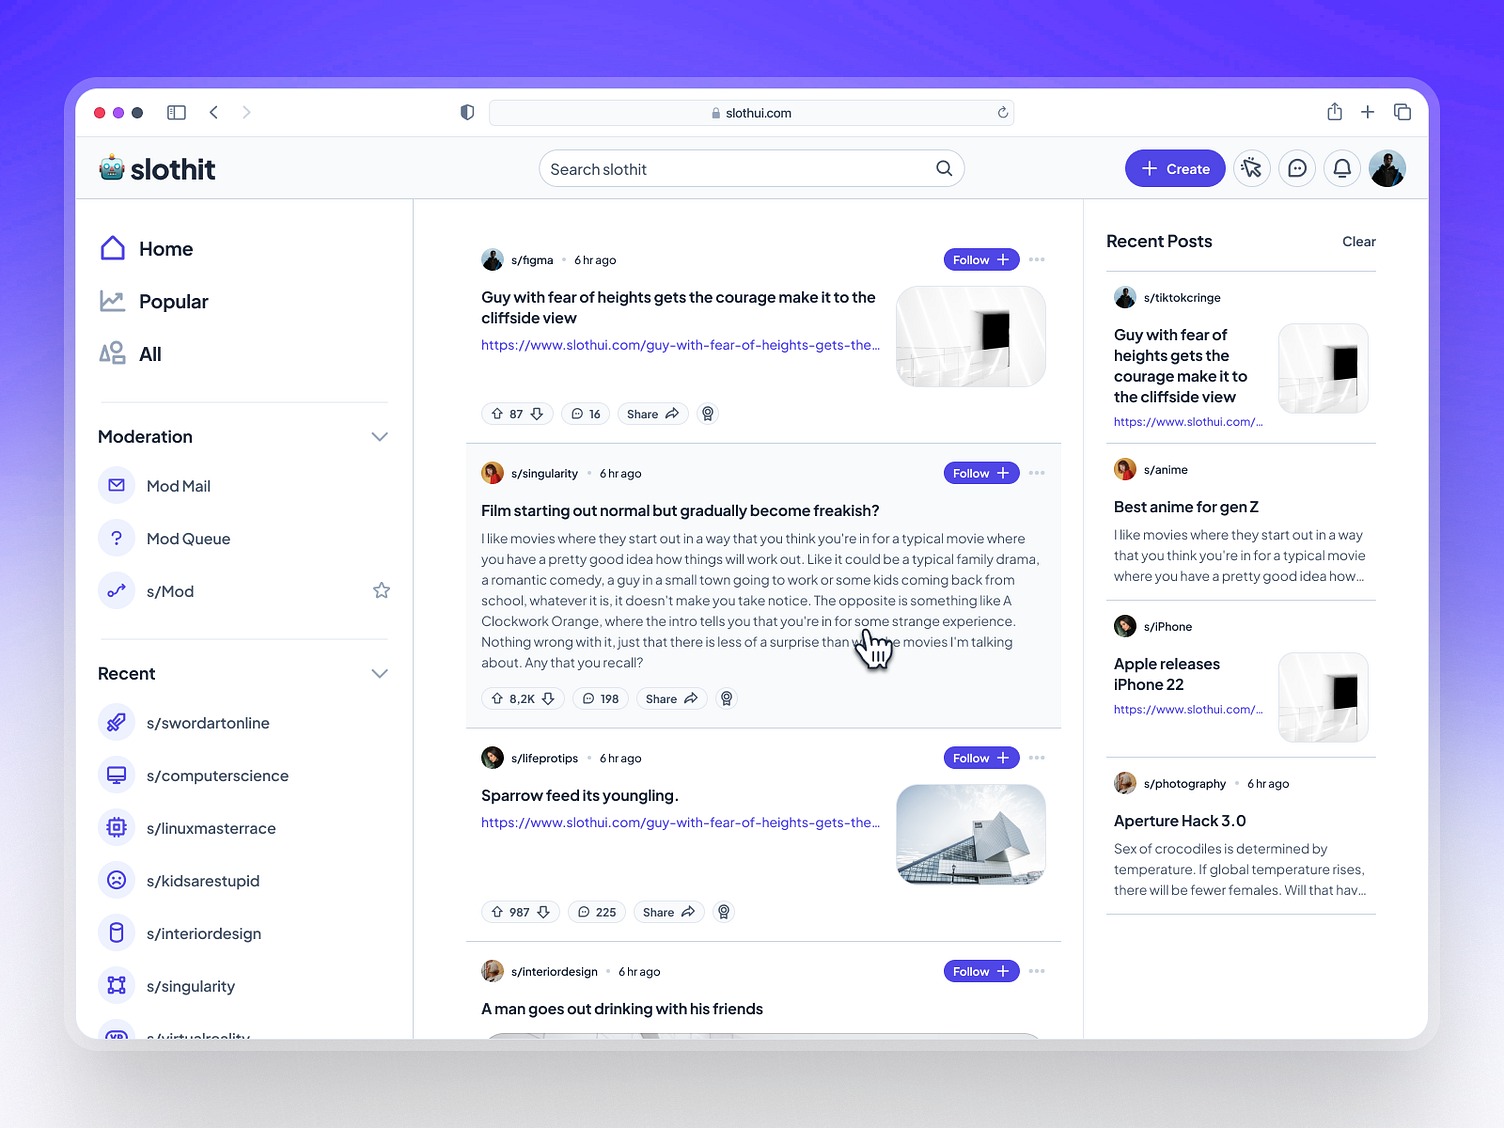 slothui.com
slothit
Search slothit
Create
Home
Popular
All
Moderation
Mod Mail
Mod Queue
s/Mod
Recent
s/swordartonline
s/computerscience
s/linuxmasterrace
s/kidsarestupid
s/interiordesign
s/singularity
s/virtualreality
s/figma • 6 hr ago
Follow
Guy with fear of heights gets the courage make it to the
cliffside view
https://www.slothui.com/guy-with-fear-of-heights-gets-the...
87
16
Share
s/singularity • 6 hr ago
Follow
Film starting out normal but gradually become freakish?
I like movies where they start out in a way that you think you're in for a typical movie where
you have a pretty good idea how things will work out. Like it could be a typical family drama,
a romantic comedy, a guy in a small town going to work or some kids coming back from
school, whatever it is, it doesn't make you take notice. The opposite is something like A
Clockwork Orange, where the intro tells you that you're in for some strange experience.
Nothing wrong with it, just that there is less of a surprise than movies I'm talking
about. Any that you recall?
8,2K
198
Share
s/lifeprotips • 6 hr ago
Follow
Sparrow feed its youngling.
https://www.slothui.com/guy-with-fear-of-heights-gets-the...
987
225
Share
s/interiordesign • 6 hr ago
Follow
A man goes out drinking with his friends
Recent Posts
Clear
s/tiktokcringe
Guy with fear of
heights gets the
courage make it to
the cliffside view
https://www.slothui.com/...
s/anime
Best anime for gen Z
I like movies where they start out in a way
that you think you're in for a typical movie
where you have a pretty good idea how...
s/iPhone
Apple releases
iPhone 22
https://www.slothui.com/...
s/photography • 6 hr ago
Aperture Hack 3.0
Sex of crocodiles is determined by
temperature. If global temperature rises,
there will be fewer females. Will that hav...